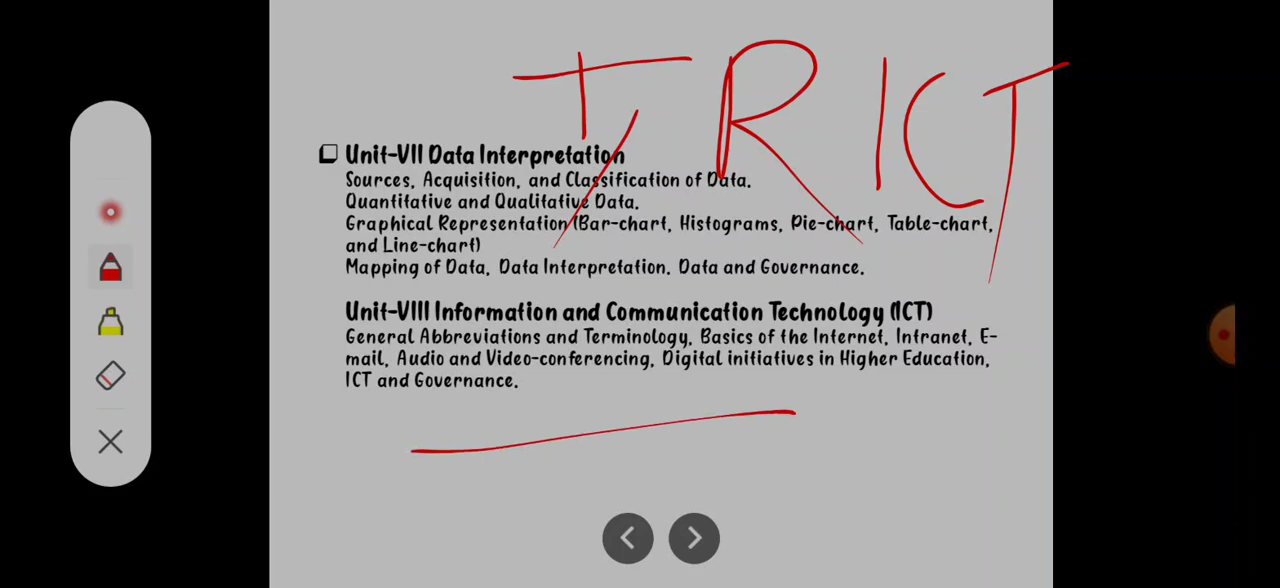 T, R ICT
Unit-VII Data Interpretation
Sources, Acquisition, and Classification of Data.
Quantitative and Qualitative Data.
Graphical Representation (Bar-chart, Histograms, Pie-chart, Table-chart,
and Line-chart)
Mapping of Data, Data Interpretation. Data and Governance.
Unit-VIII Information and Communication Technology (ICT)
General Abbreviations and Terminology, Basics of the Internet, Intranet, E-
mail, Audio and Video-conferencing, Digital initiatives in Higher Education,
ICT and Governance.